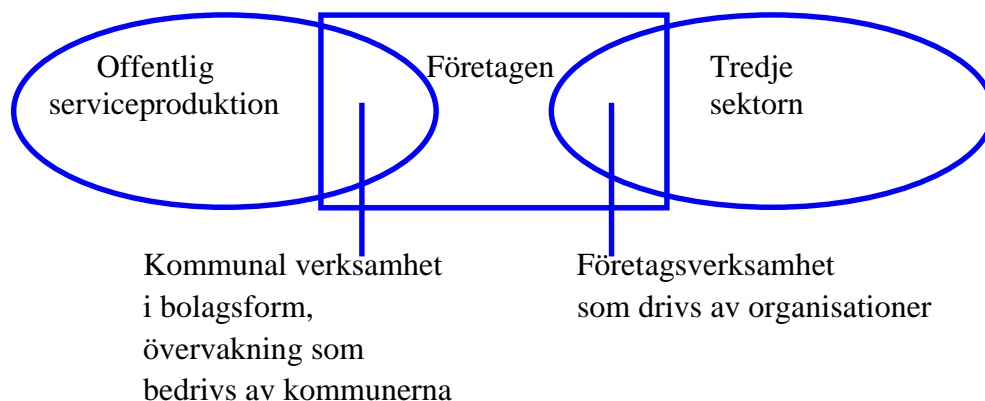 Offentlig
serviceproduktion
Företagen
Tredje
sektorn
Kommunal verksamhet
i bolagsform,
övervakning som
bedrivs av kommunerna
Företagsverksamhet
som drivs av organisationer